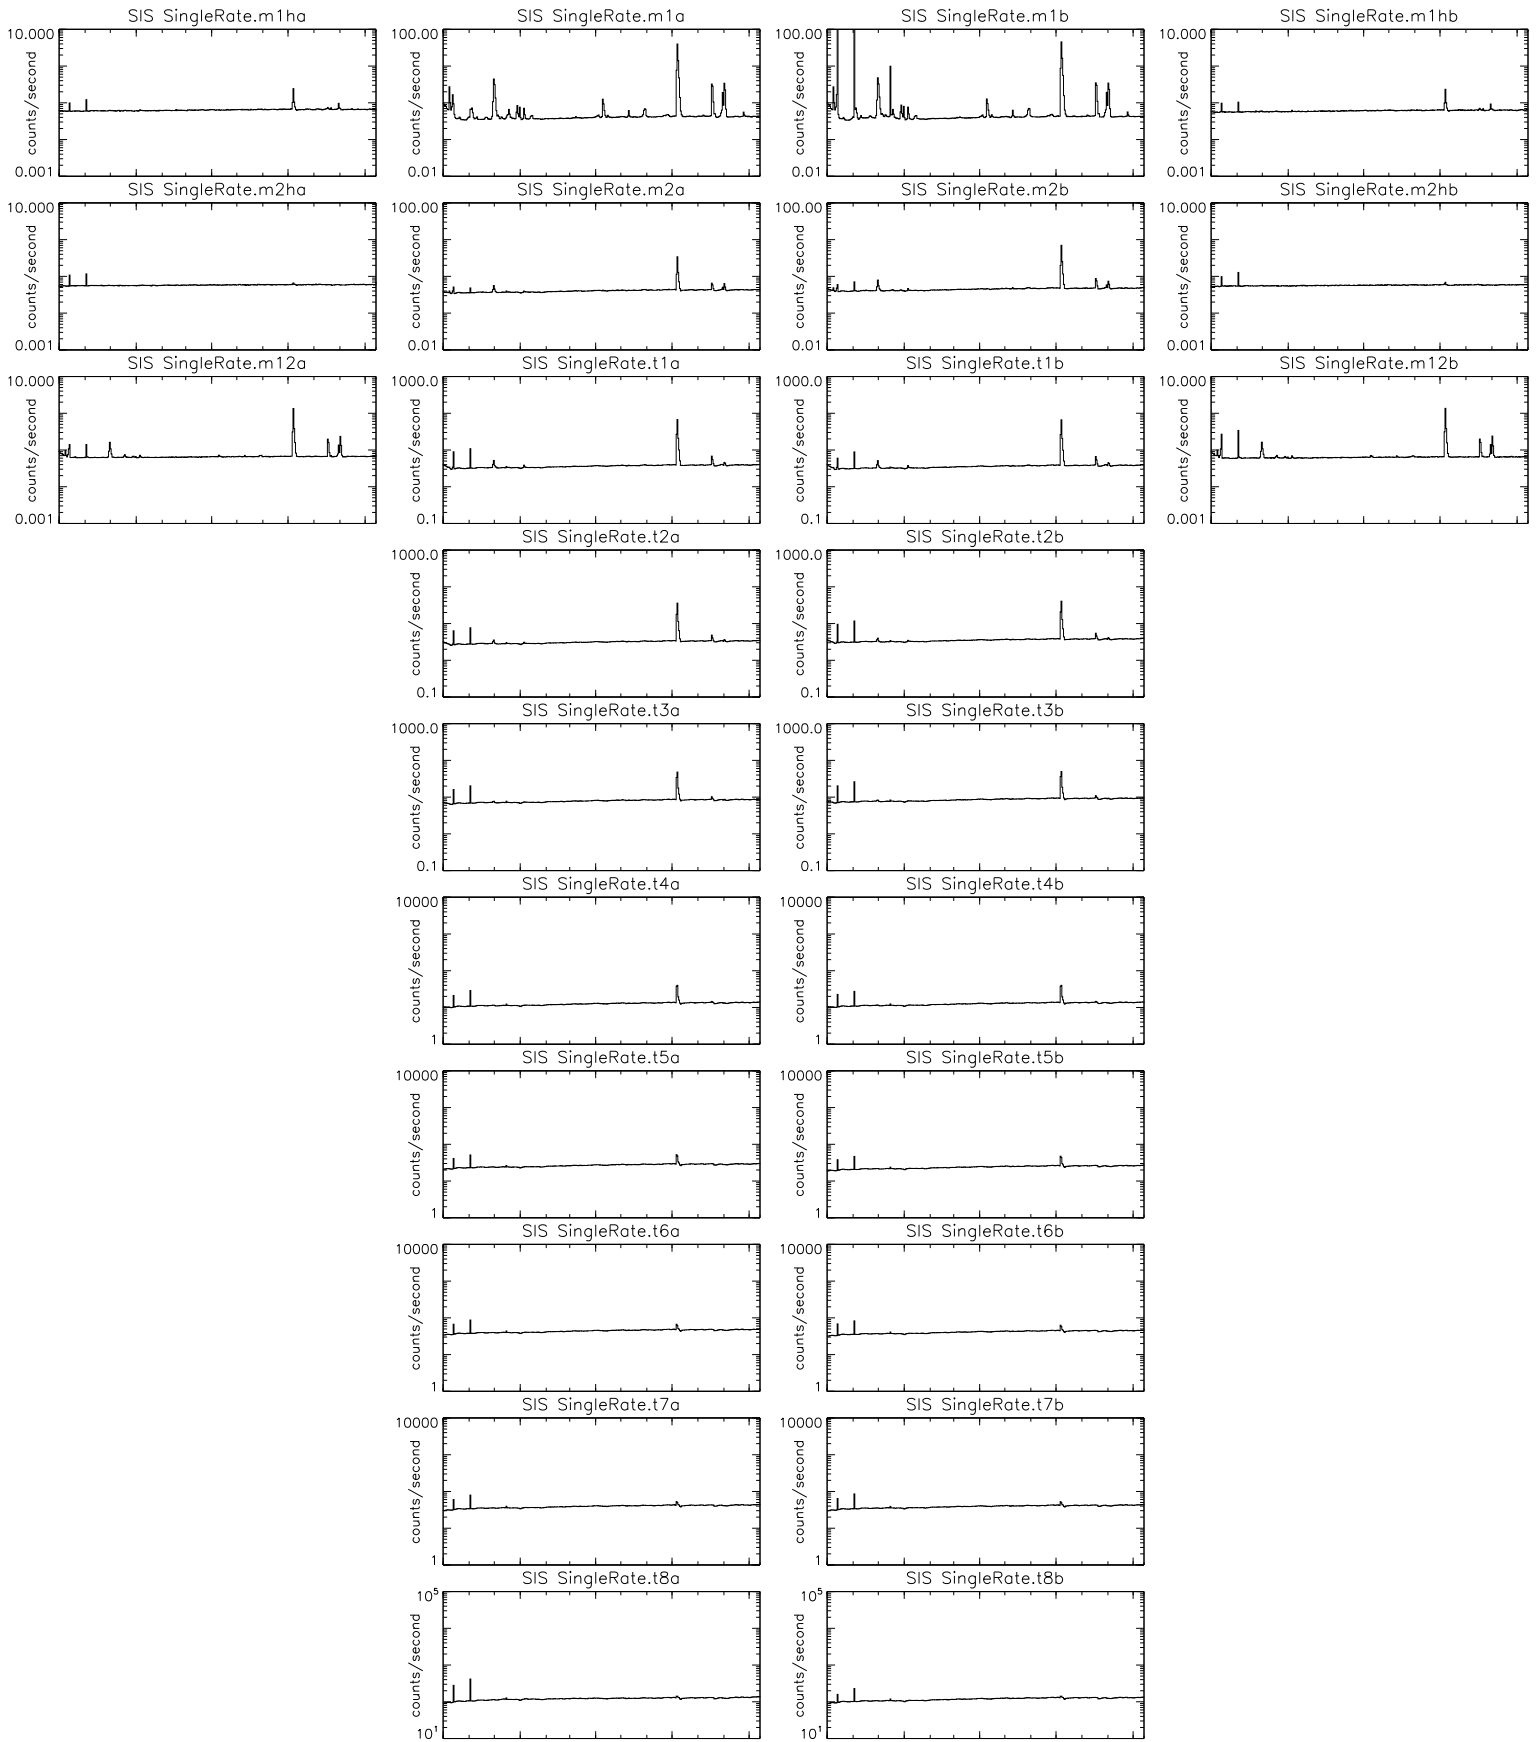 SIS SingleRate.m1ha
10.000
counts/second
0.001
SIS SingleRate.m1a
100.00
counts/second
0.01
SIS SingleRate.m1b
100.00
counts/second
0.01
SIS SingleRate.m1hb
10.000
counts/second
0.001
SIS SingleRate.m2ha
10.000
counts/second
0.001
SIS SingleRate.m2a
100.00
counts/second
0.01
SIS SingleRate.m2b
100.00
counts/second
0.01
SIS SingleRate.m2hb
10.000
counts/second
0.001
SIS SingleRate.m12a
10.000
counts/second
0.001
SIS SingleRate.t1a
1000.0
counts/second
0.1
SIS SingleRate.t1b
1000.0
counts/second
0.1
SIS SingleRate.m12b
10.000
counts/second
0.001
SIS SingleRate.t2a
1000.0
counts/second
0.1
SIS SingleRate.t2b
1000.0
counts/second
0.1
SIS SingleRate.t3a
1000.0
counts/second
0.1
SIS SingleRate.t3b
1000.0
counts/second
0.1
SIS SingleRate.t4a
10000
counts/second
1
SIS SingleRate.t4b
10000
counts/second
1
SIS SingleRate.t5a
10000
counts/second
1
SIS SingleRate.t5b
10000
counts/second
1
SIS SingleRate.t6a
10000
counts/second
1
SIS SingleRate.t6b
10000
counts/second
1
SIS SingleRate.t7a
10000
counts/second
1
SIS SingleRate.t7b
10000
counts/second
1
SIS SingleRate.t8a
10⁵
counts/second
10¹
SIS SingleRate.t8b
10⁵
counts/second
10¹